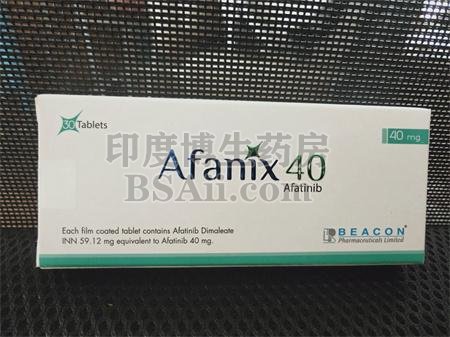 30 Tablets
40 mg
印度博生药房
Afanix 40
Afatinib
BSAii.com
Each film coated tablet contains Afatinib Dimaleate
INN 59.12 mg equivalent to Afatinib 40 mg.
BEACON
Pharmaceuticals Limited